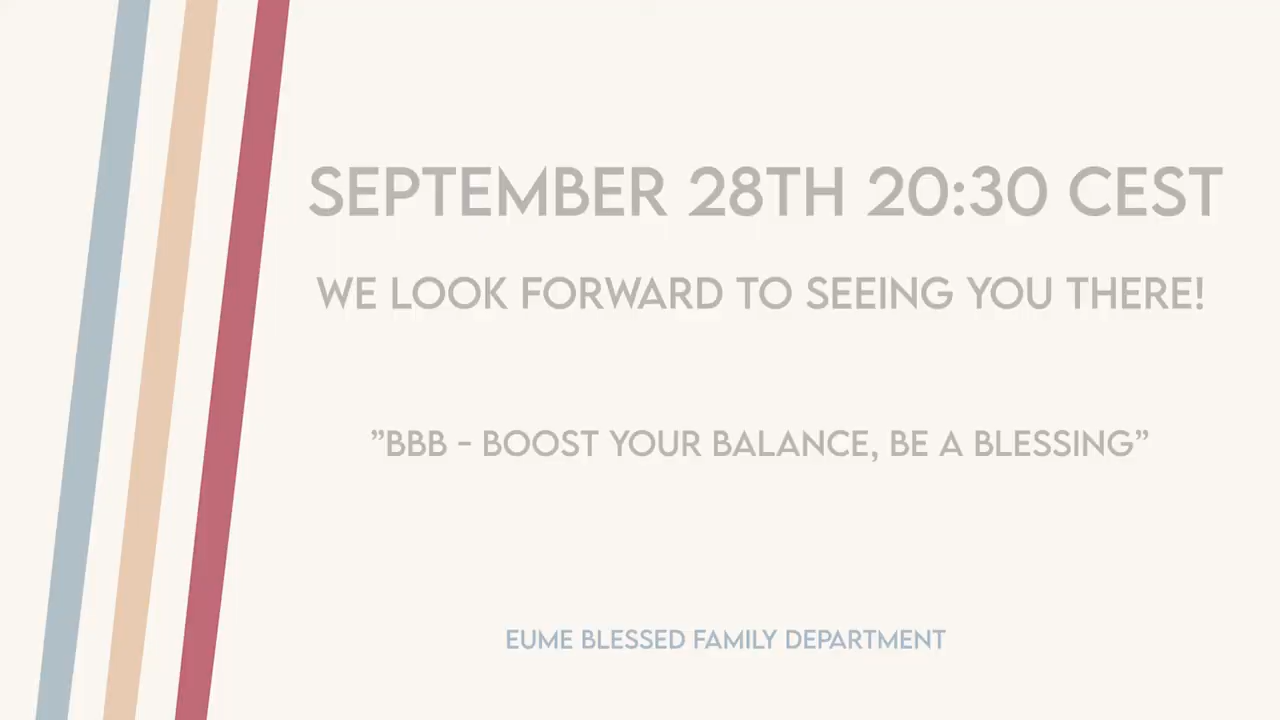 SEPTEMBER 28TH 20:30 CEST
WE LOOK FORWARD TO SEEING YOU THERE!
”BBB - BOOST YOUR BALANCE, BE A BLESSING”
EUME BLESSED FAMILY DEPARTMENT